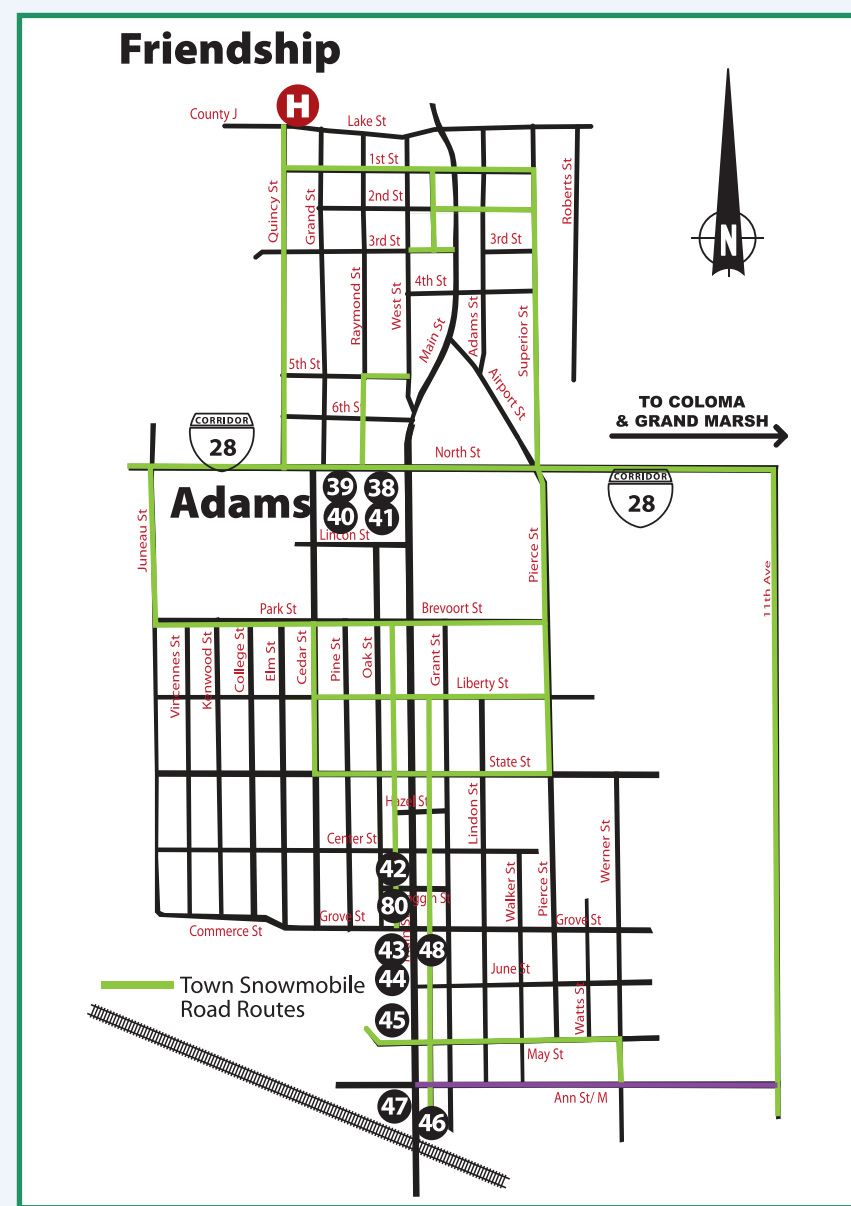 Friendship
H
County J
Lake St
1st St
Quincy St
Grand St
2nd St
Roberts St
3rd St
3rd St
N
4th St
Raymond St
West St
Main St
Adams St
Superior St
5th St
Airport St
6th St
TO COLOMA
& GRAND MARSH
CORRIDOR
28
North St
CORRIDOR
28
Adams
39
38
40
41
Lincon St
Juneau St
Pierce St
11th Ave
Park St
Brevoort St
Vincennes St
Kenwood St
College St
Elm St
Cedar St
Pine St
Oak St
Grant St
Liberty St
State St
Hazel St
Lindon St
Center St
Werner St
42
Walker St
Pierce St
80
Grove St
Grove St
Commerce St
43
48
44
June St
Town Snowmobile
Road Routes
45
Watts St
May St
Ann St/ M
47
46